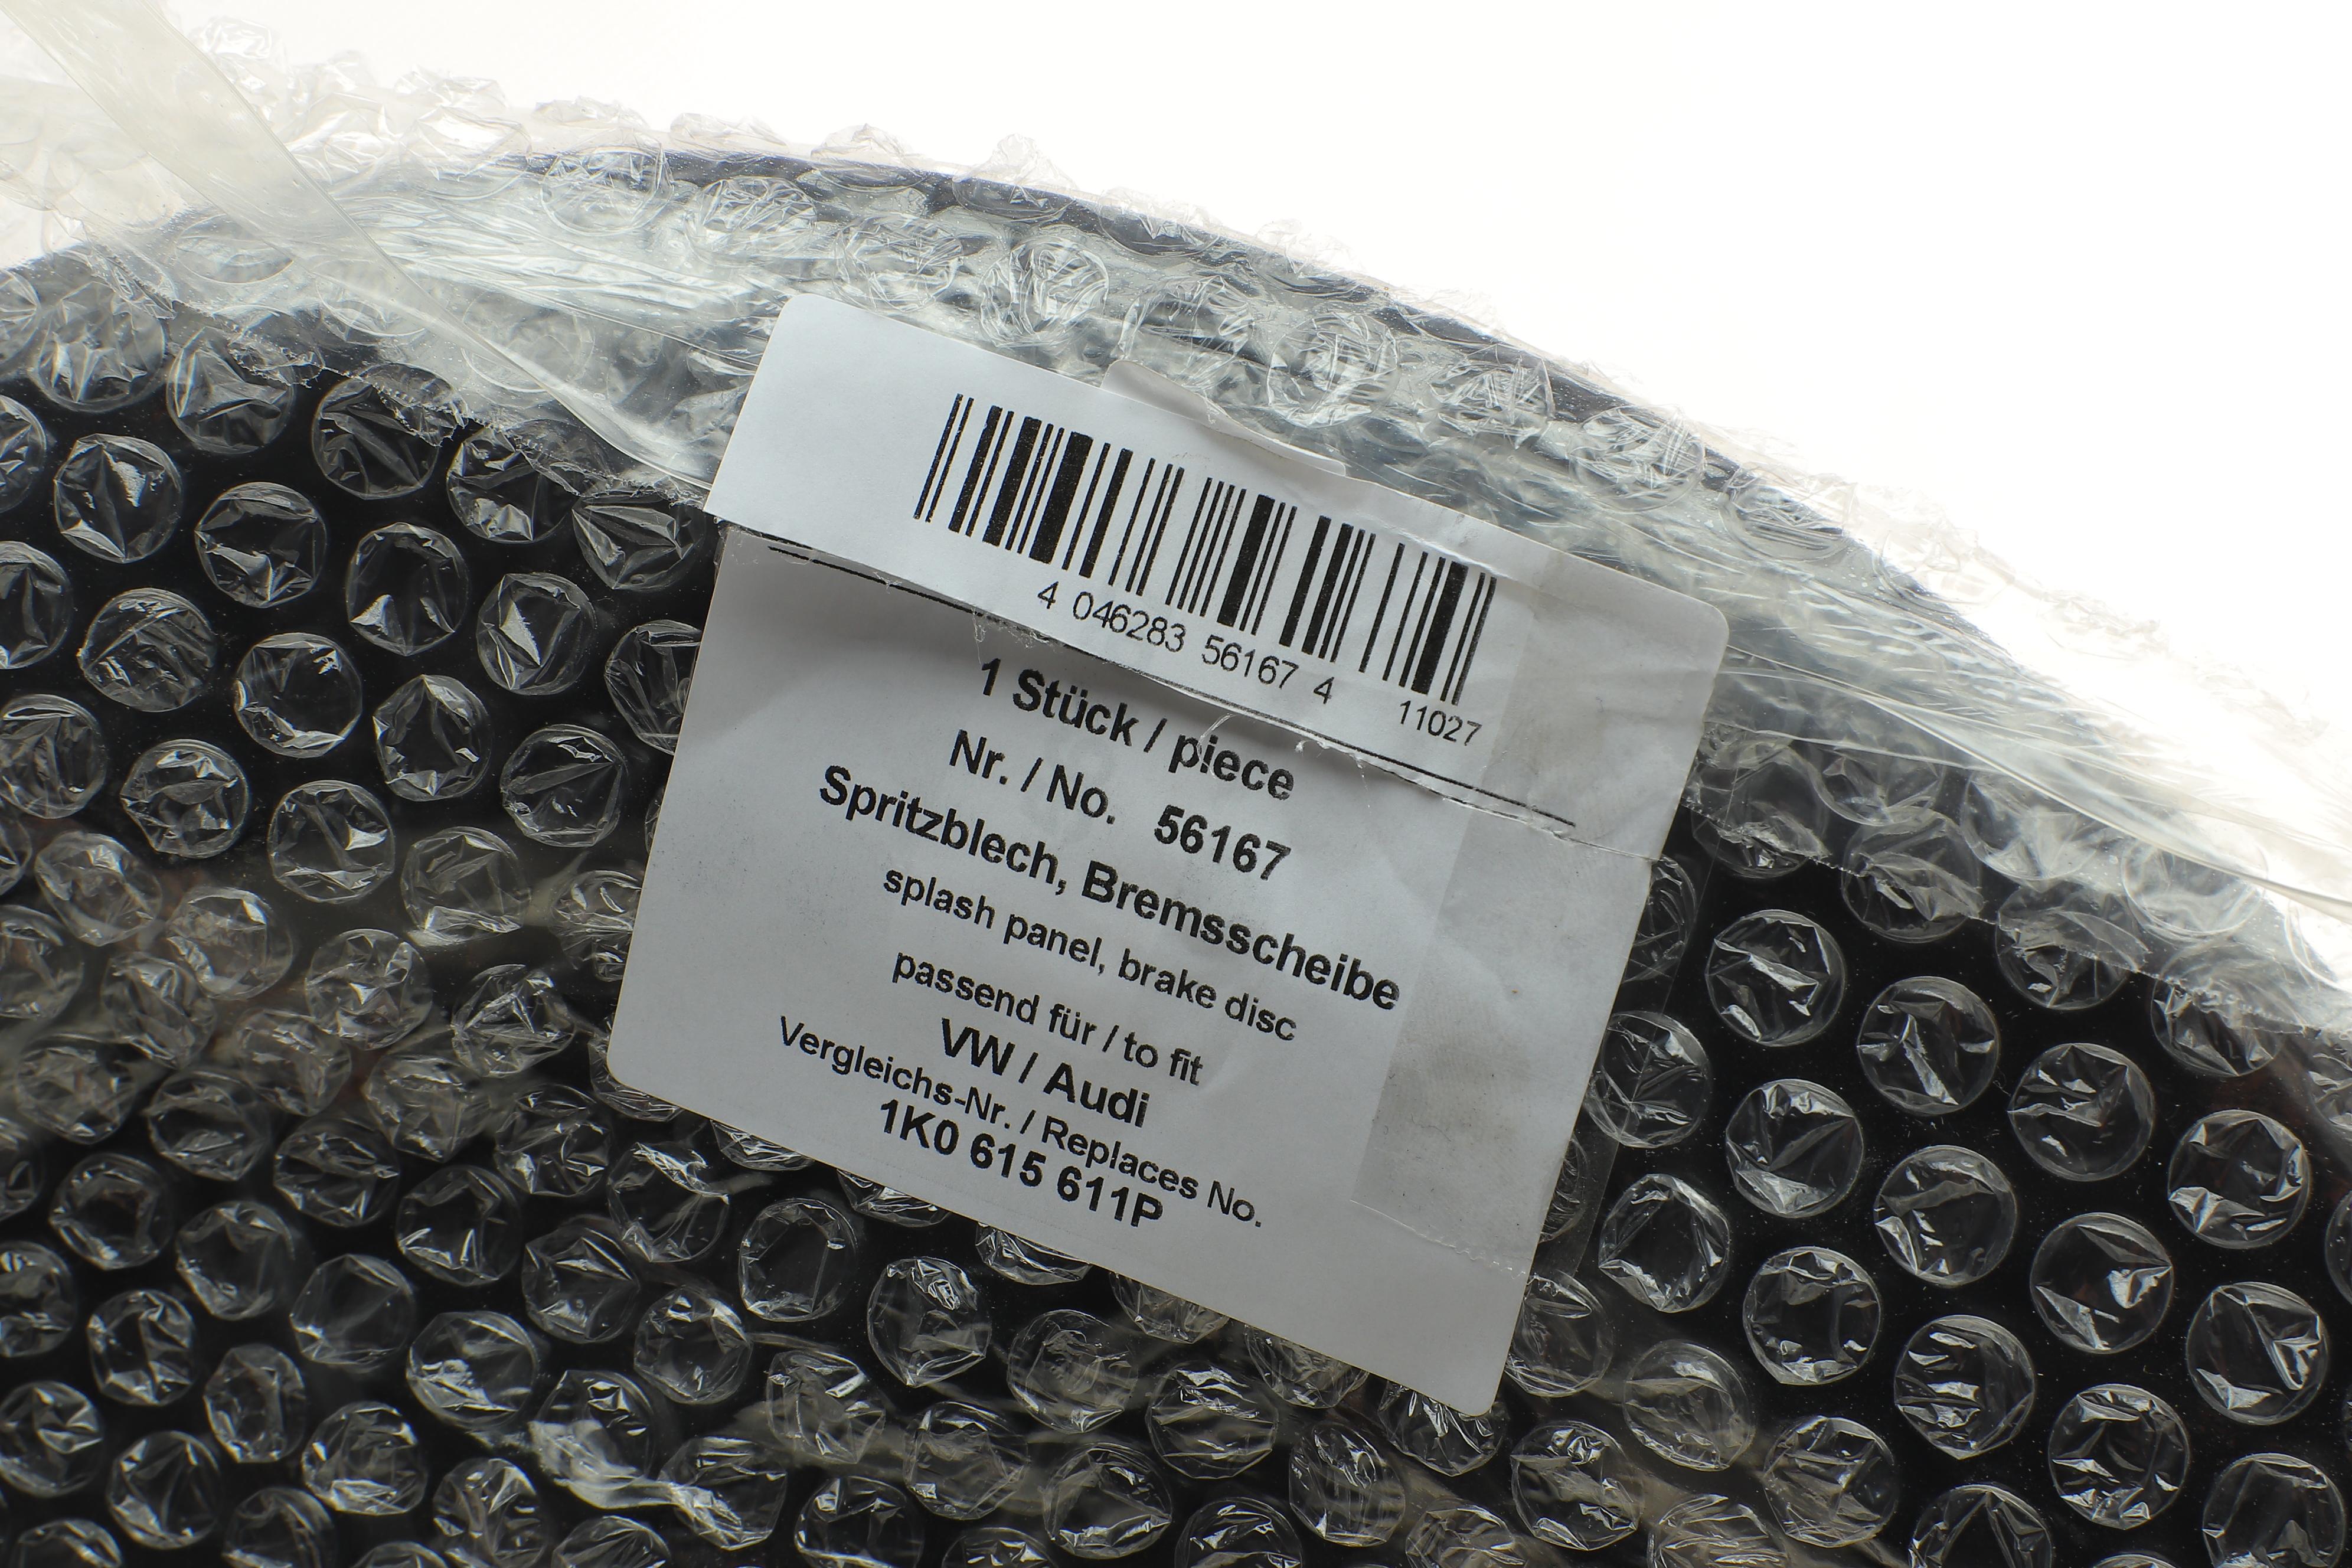 4 046283 56167 4 11027
1 Stück / piece
Nr. / No. 56167
Spritzblech, Bremsscheibe
splash panel, brake disc
passend für / to fit
VW / Audi
Vergleichs-Nr. / Replaces No.
1K0 615 611P